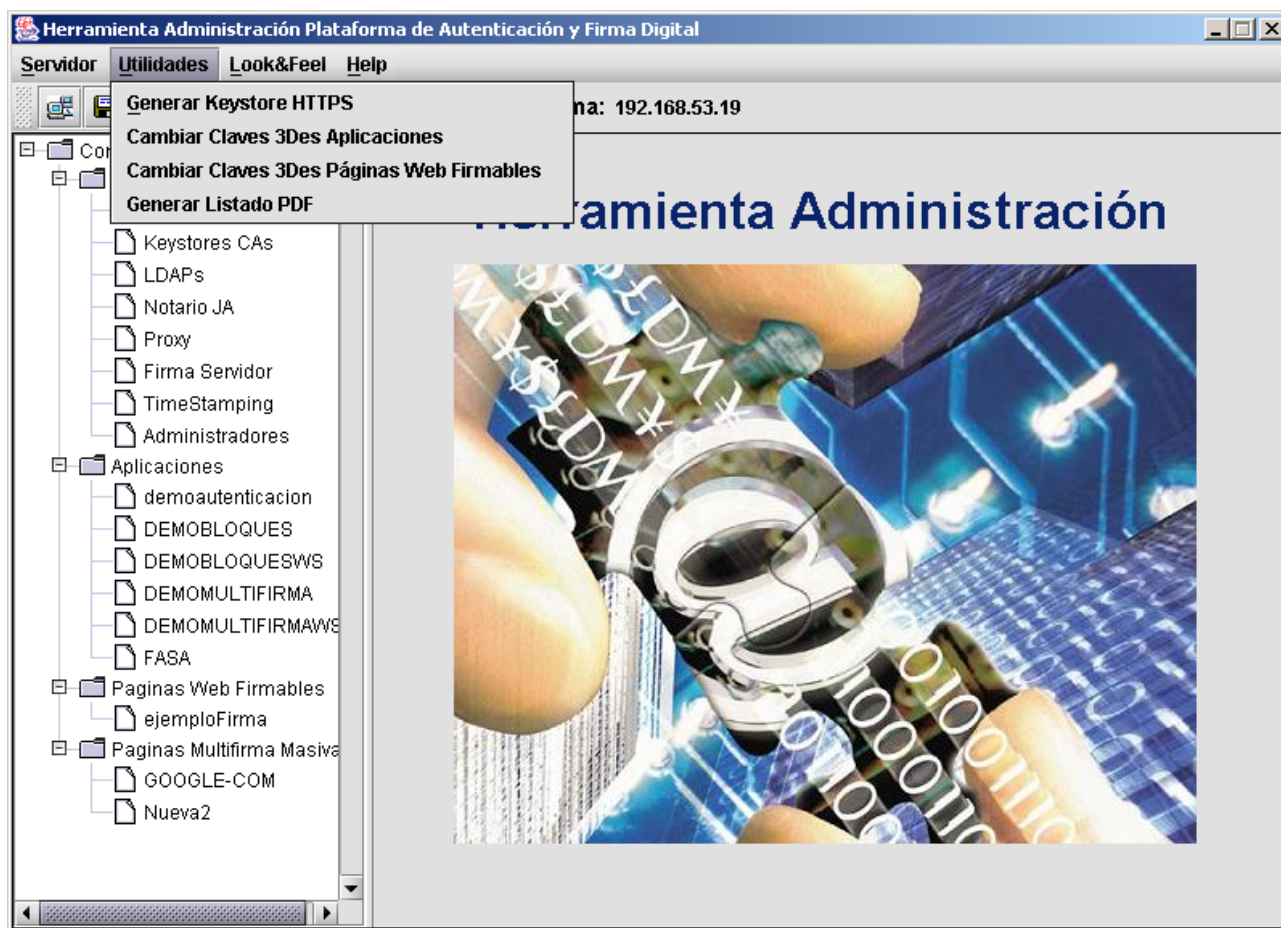 Herramienta Administración Plataforma de Autenticación y Firma Digital
Servidor Utilidades Look&Feel Help
Generar Keystore HTTPS
Cambiar Claves 3Des Aplicaciones
Cambiar Claves 3Des Páginas Web Firmables
Generar Listado PDF
ma: 192.168.53.19
Herramienta Administración
Keystores CAs
LDAPs
Notario JA
Proxy
Firma Servidor
TimeStamping
Administradores
Aplicaciones
demoautenticacion
DEMOBLOQUES
DEMOBLOQUESWS
DEMOMULTIFIRMA
DEMOMULTIFIRMAWS
FASA
Paginas Web Firmables
ejemploFirma
Paginas Multifirma Masiva
GOOGLE-COM
Nueva2